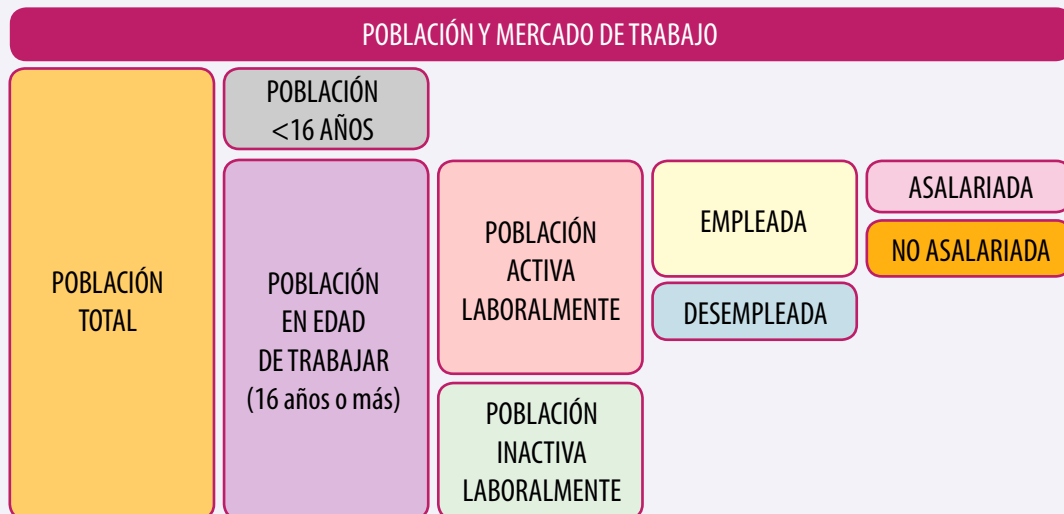 POBLACIÓN Y MERCADO DE TRABAJO
POBLACIÓN
TOTAL
POBLACIÓN
<16 AÑOS
POBLACIÓN
EN EDAD
DE TRABAJAR
(16 años o más)
POBLACIÓN
ACTIVA
LABORALMENTE
POBLACIÓN
INACTIVA
LABORALMENTE
EMPLEADA
DESEMPLEADA
ASALARIADA
NO ASALARIADA